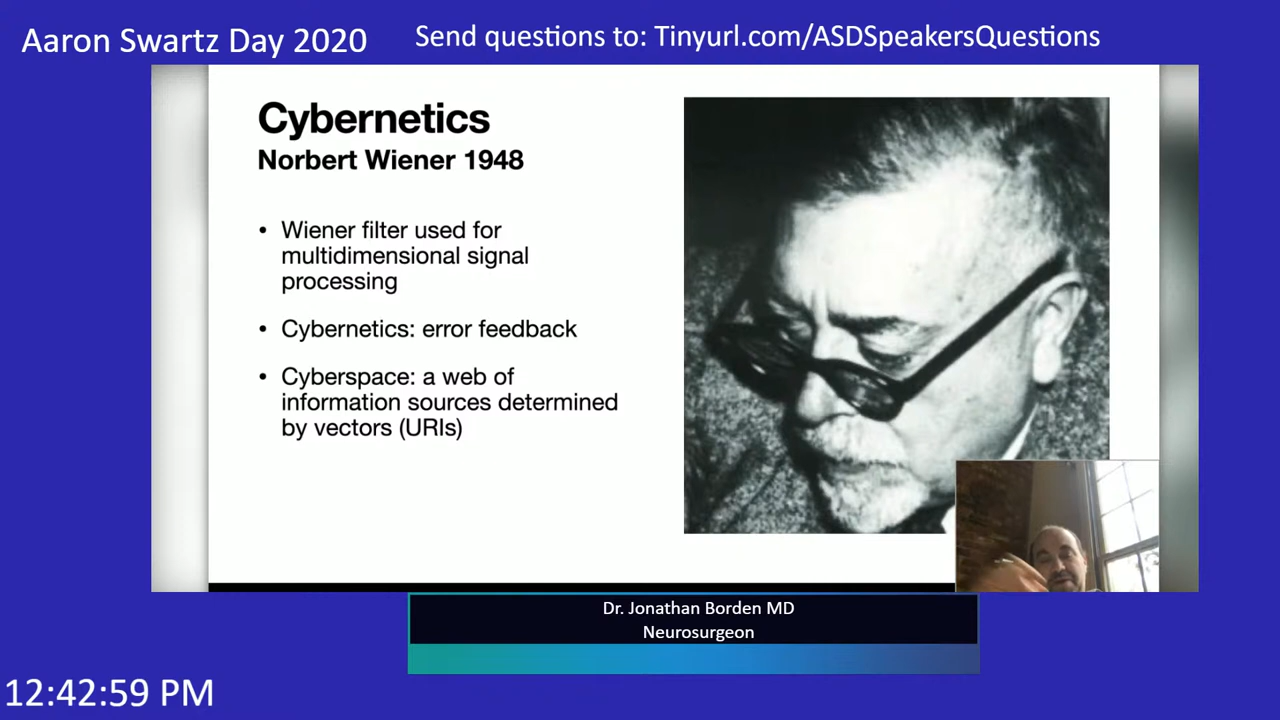 Aaron Swartz Day 2020
Send questions to: Tinyurl.com/ASDSpeakersQuestions
Cybernetics
Norbert Wiener 1948
• Wiener filter used for
multidimensional signal
processing
• Cybernetics: error feedback
• Cyberspace: a web of
information sources determined
by vectors (URIs)
Dr. Jonathan Borden MD
Neurosurgeon
12:42:59 PM